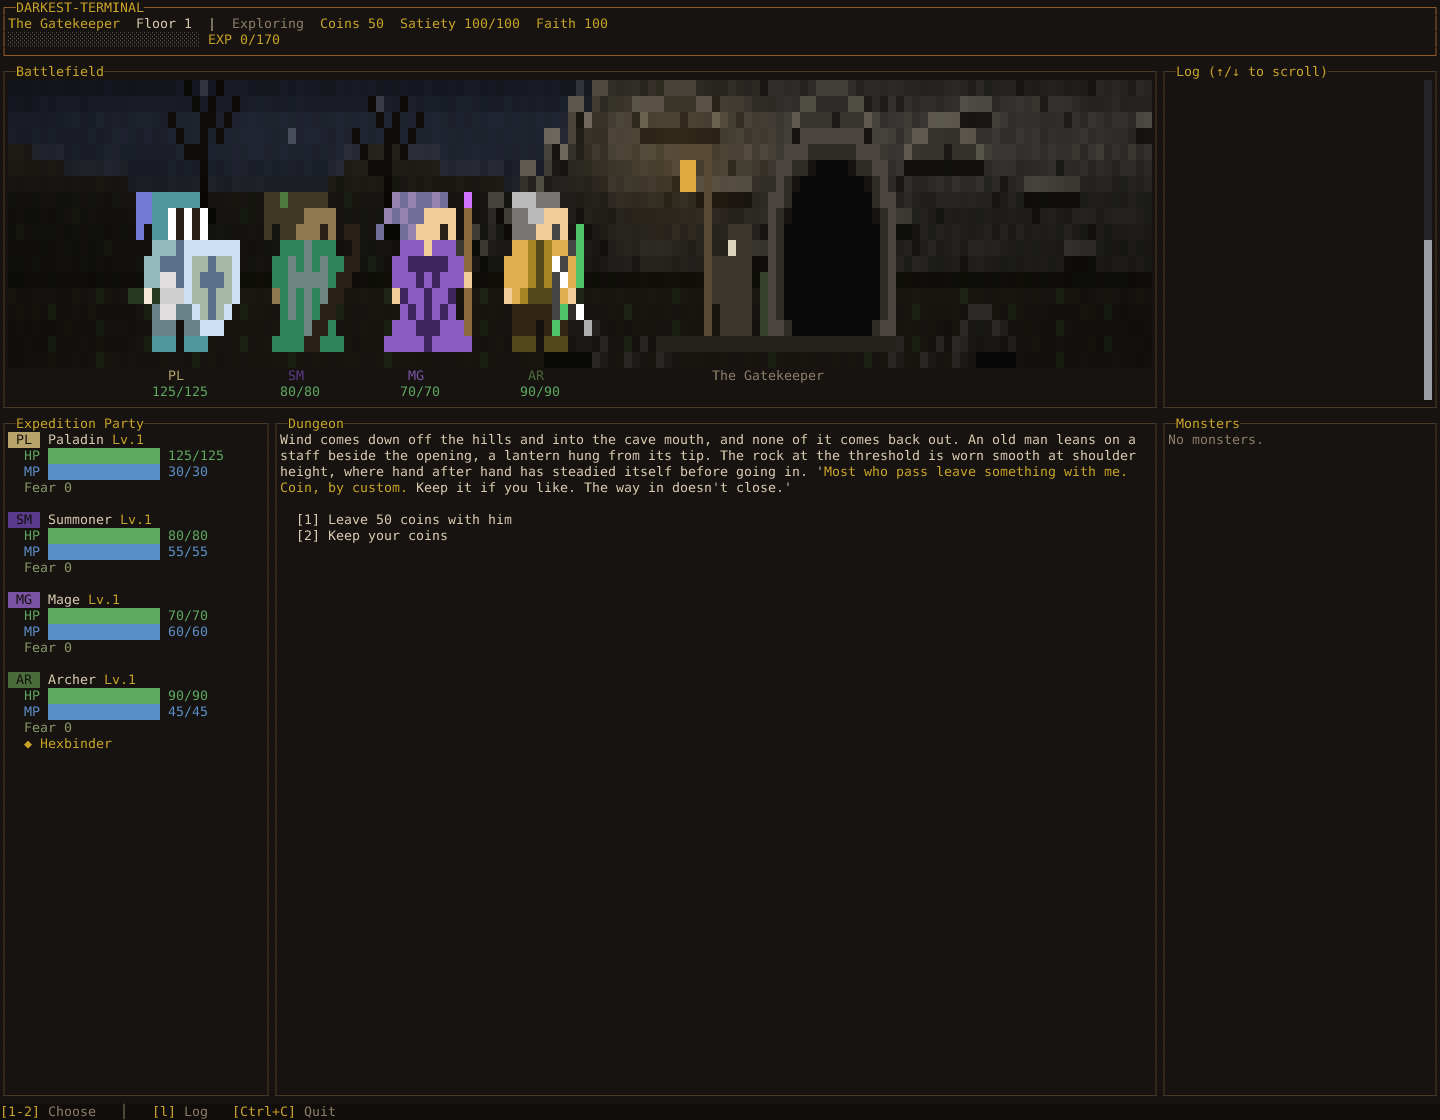 DARKEST-TERMINAL
The Gatekeeper Floor 1 | Exploring Coins 50 Satiety 100/100 Faith 100
EXP 0/170
Battlefield
Log (↑/↓ to scroll)
PL SM MG AR The Gatekeeper
125/125 80/80 70/70 90/90
Expedition Party
PL Paladin Lv.1
HP 125/125
MP 30/30
Fear 0
SM Summoner Lv.1
HP 80/80
MP 55/55
Fear 0
MG Mage Lv.1
HP 70/70
MP 60/60
Fear 0
AR Archer Lv.1
HP 90/90
MP 45/45
Fear 0
◆ Hexbinder
Dungeon
Wind comes down off the hills and into the cave mouth, and none of it comes back out. An old man leans on a
staff beside the opening, a lantern hung from its tip. The rock at the threshold is worn smooth at shoulder
height, where hand after hand has steadied itself before going in. 'Most who pass leave something with me.
Coin, by custom. Keep it if you like. The way in doesn't close.'
[1] Leave 50 coins with him
[2] Keep your coins
Monsters
No monsters.
[1-2] Choose │ [l] Log [Ctrl+C] Quit